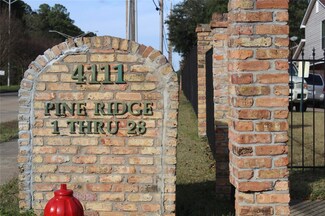 4111
PINE RIDGE
1 THRU 28